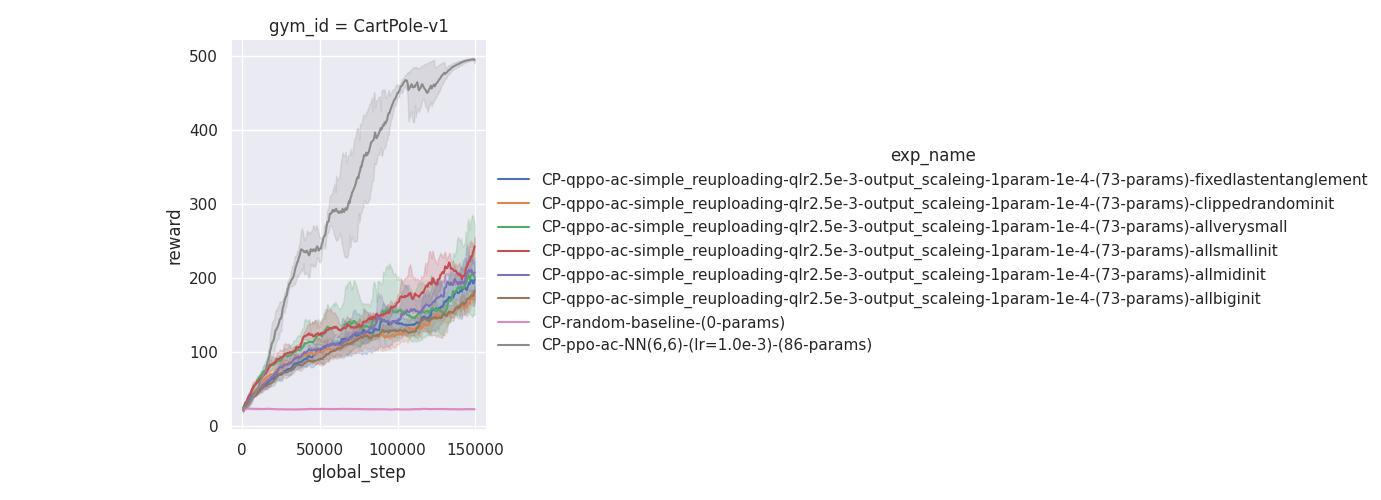 gym_id = CartPole-v1
500
400
300
200
100
0
reward
0
50000
100000
150000
global_step
exp_name
CP-qppo-ac-simple_reuploading-qlr2.5e-3-output_scaleing-1param-1e-4-(73-params)-fixedlastentanglement
CP-qppo-ac-simple_reuploading-qlr2.5e-3-output_scaleing-1param-1e-4-(73-params)-clippedrandominit
CP-qppo-ac-simple_reuploading-qlr2.5e-3-output_scaleing-1param-1e-4-(73-params)-allverysmall
CP-qppo-ac-simple_reuploading-qlr2.5e-3-output_scaleing-1param-1e-4-(73-params)-allsmallinit
CP-qppo-ac-simple_reuploading-qlr2.5e-3-output_scaleing-1param-1e-4-(73-params)-allmidinit
CP-qppo-ac-simple_reuploading-qlr2.5e-3-output_scaleing-1param-1e-4-(73-params)-allbiginit
CP-random-baseline-(0-params)
CP-ppo-ac-NN(6,6)-(lr=1.0e-3)-(86-params)